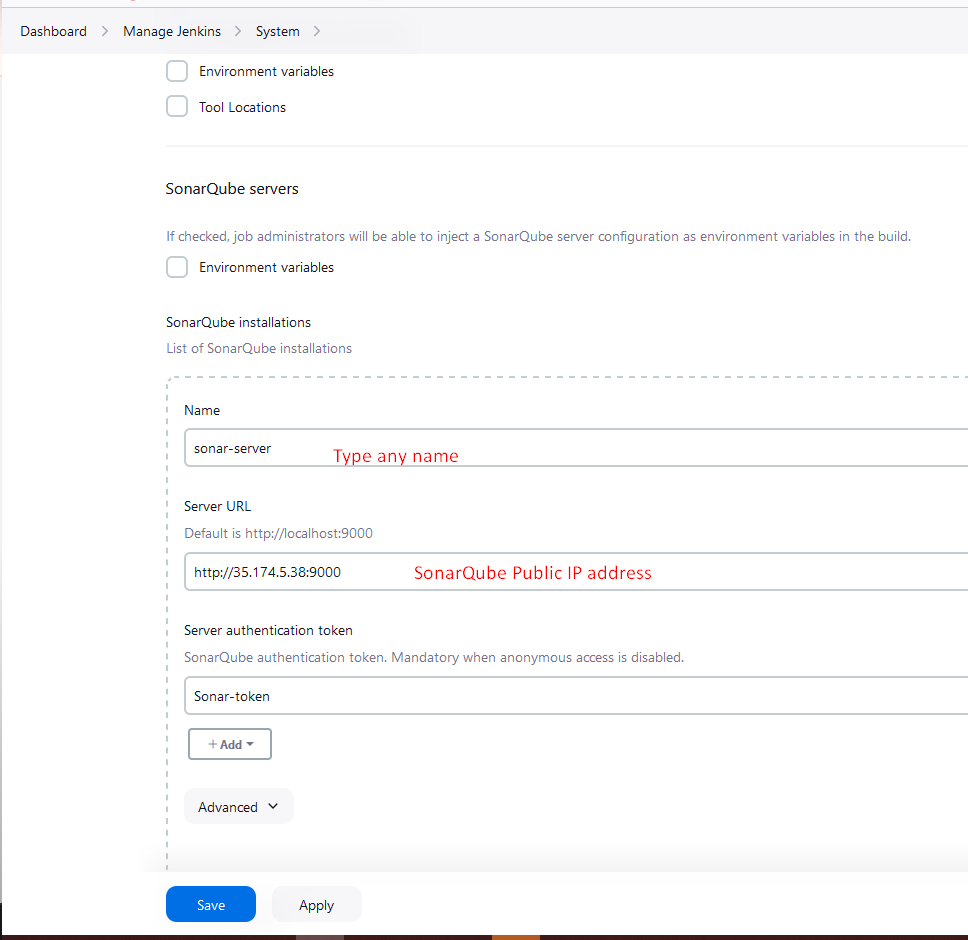 Dashboard > Manage Jenkins > System >
Environment variables
Tool Locations
SonarQube servers
If checked, job administrators will be able to inject a SonarQube server configuration as environment variables in the build.
Environment variables
SonarQube installations
List of SonarQube installations
Name
sonar-server Type any name
Server URL
Default is http://localhost:9000
http://35.174.5.38:9000 SonarQube Public IP address
Server authentication token
SonarQube authentication token. Mandatory when anonymous access is disabled.
Sonar-token
+ Add
Advanced
Save Apply